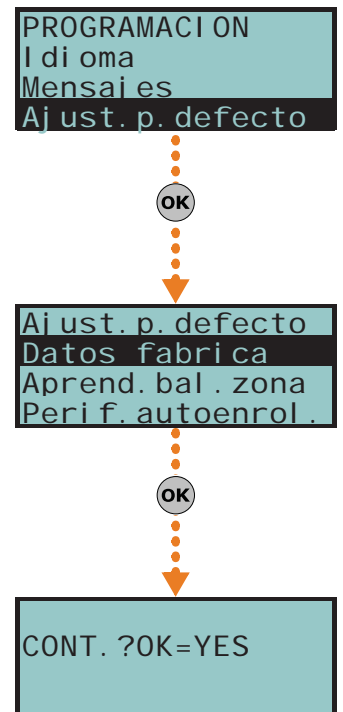 PROGRAMACION
Idioma
Mensajes
Ajust.p.defecto
OK
Ajust.p.defecto
Datos fabrica
Aprend.bal.zona
Perif.autoenrol.
OK
CONT.?OK=YES